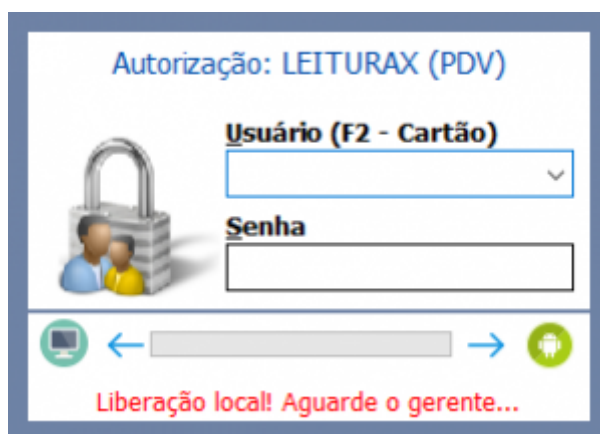 Autorização: LEITURAX (PDV)
Usuário (F2 - Cartão)
Senha
Liberação local! Aguarde o gerente...